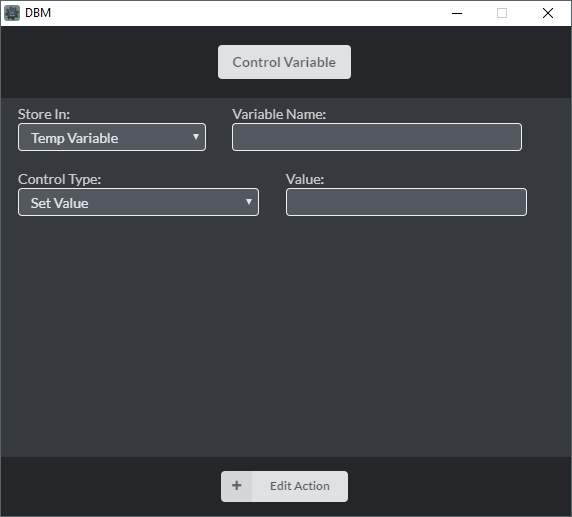 DBM
Control Variable
Store In: Variable Name:
Temp Variable
Control Type: Value:
Set Value
Edit Action